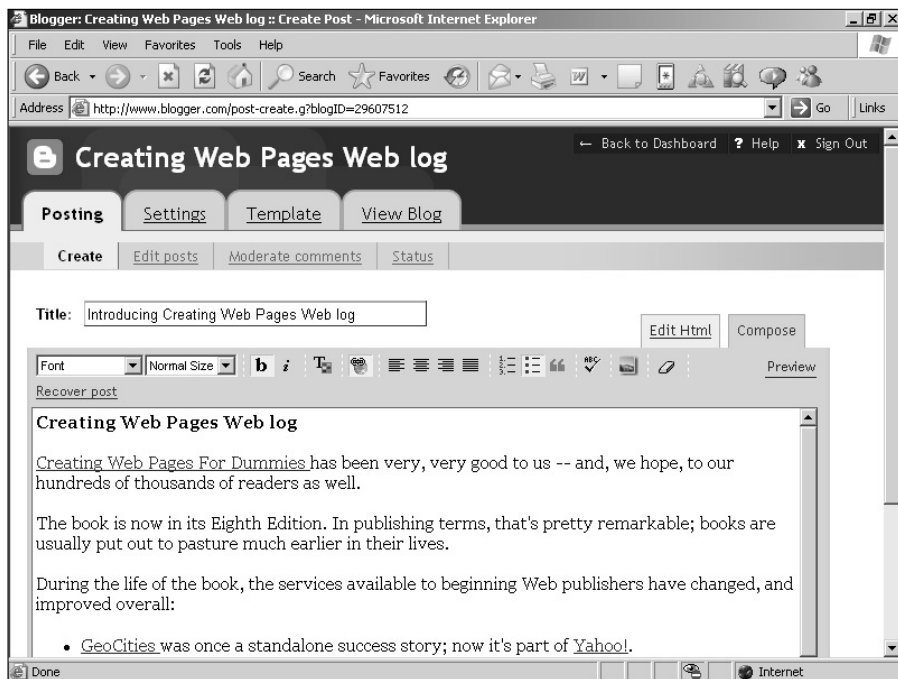 Blogger: Creating Web Pages Web log :: Create Post - Microsoft Internet Explorer
File Edit View Favorites Tools Help
Back Search Favorites
Address http://www.blogger.com/post-create.g?blogID=29607512 Go Links
Creating Web Pages Web log ← Back to Dashboard ? Help x Sign Out
Posting Settings Template View Blog
Create Edit posts Moderate comments Status
Title: Introducing Creating Web Pages Web log
Edit Html Compose
Font Normal Size b i T ABC Preview
Recover post
Creating Web Pages Web log
Creating Web Pages For Dummies has been very, very good to us -- and, we hope, to our
hundreds of thousands of readers as well.
The book is now in its Eighth Edition. In publishing terms, that's pretty remarkable; books are
usually put out to pasture much earlier in their lives.
During the life of the book, the services available to beginning Web publishers have changed, and
improved overall:
• GeoCities was once a standalone success story; now it's part of Yahoo!.
Done Internet